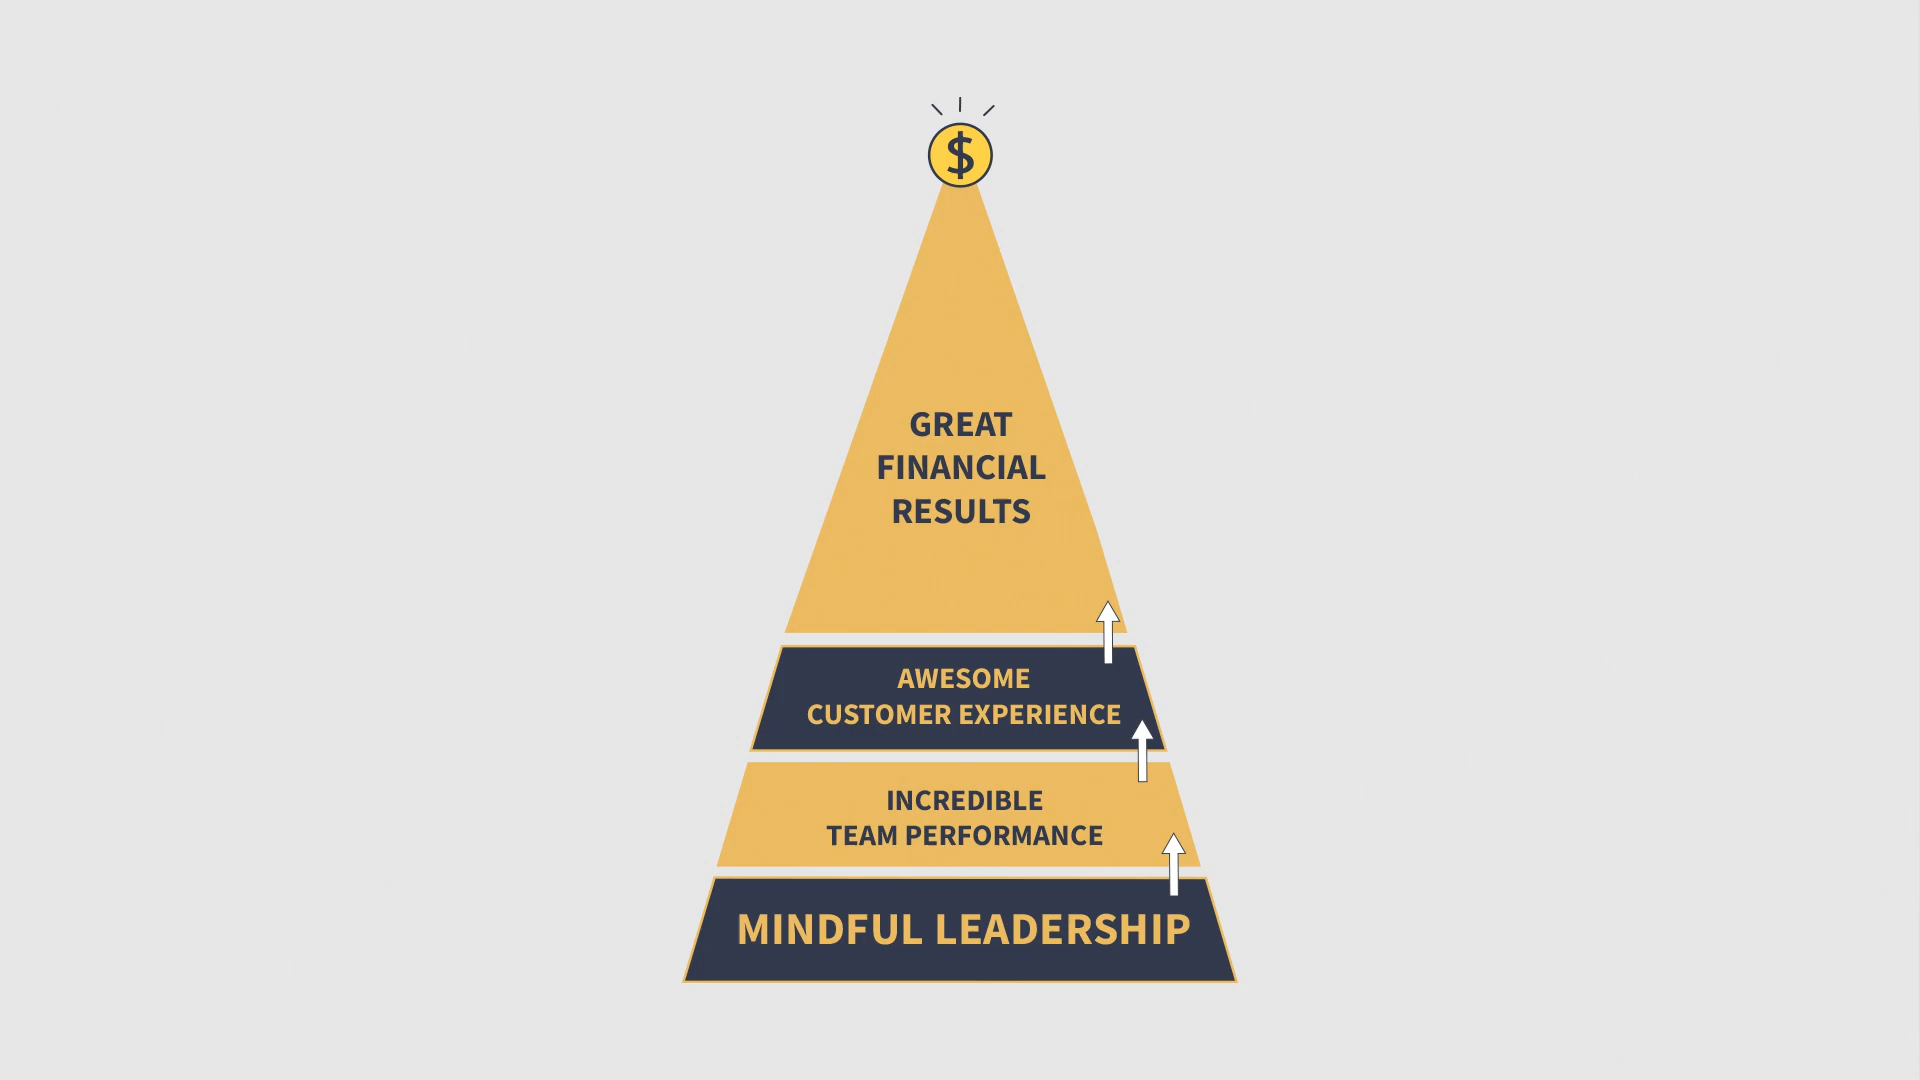 $
GREAT
FINANCIAL
RESULTS
AWESOME
CUSTOMER EXPERIENCE
INCREDIBLE
TEAM PERFORMANCE
MINDFUL LEADERSHIP